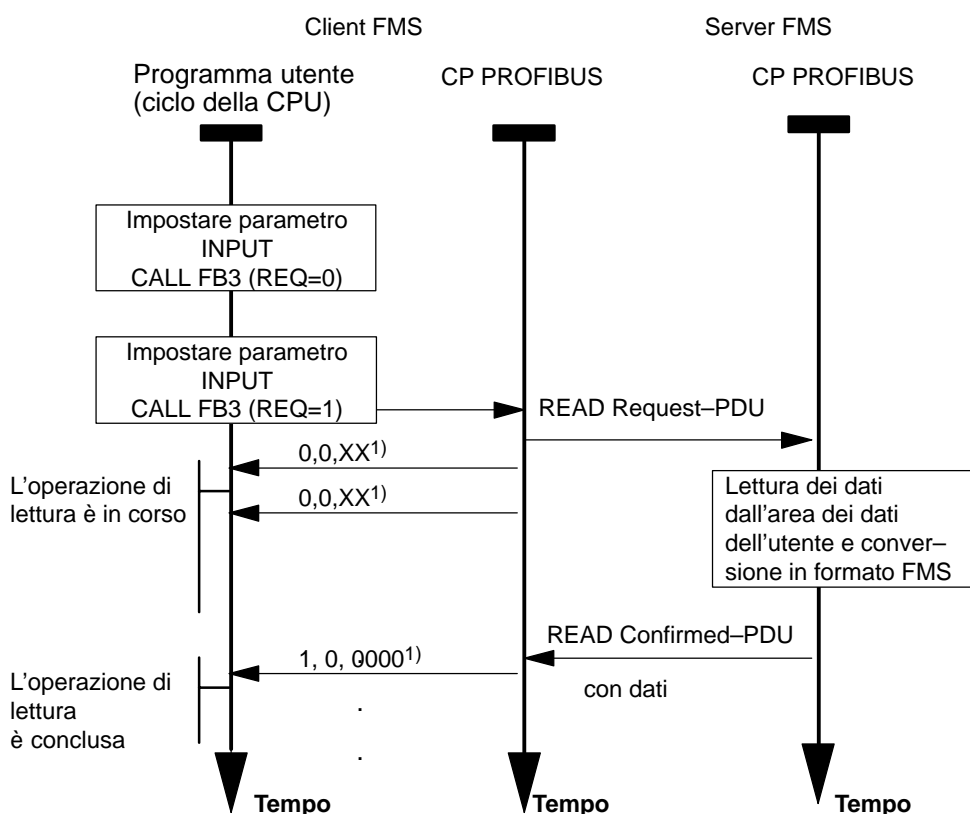 Client FMS
Server FMS
Programma utente
(ciclo della CPU)
CP PROFIBUS
CP PROFIBUS
Impostare parametro
INPUT
CALL FB3 (REQ=0)
Impostare parametro
INPUT
CALL FB3 (REQ=1)
READ Request–PDU
0,0,XX1)
L'operazione di
lettura è in corso
0,0,XX1)
Lettura dei dati
dall'area dei dati
dell'utente e conver–
sione in formato FMS
READ Confirmed–PDU
1, 0, 00001)
con dati
L'operazione di
lettura
è conclusa
.
.
.
Tempo
Tempo
Tempo